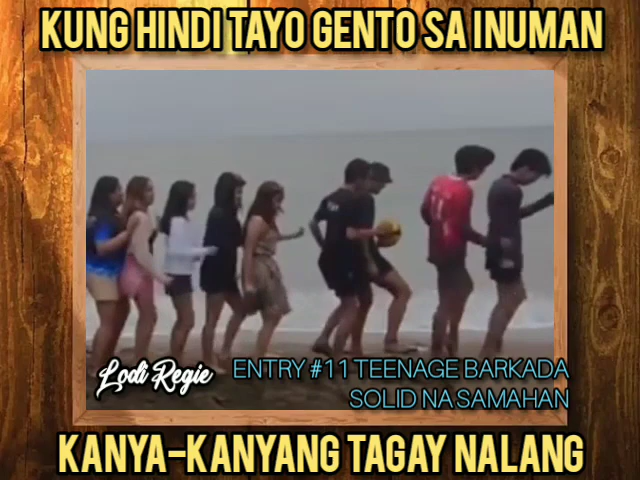 KUNG HINDI TAYO GENTO SA INUMAN
Lodi Regie
ENTRY #11 TEENAGE BARKADA
SOLID NA SAMAHAN
KANYA-KANYANG TAGAY NALANG